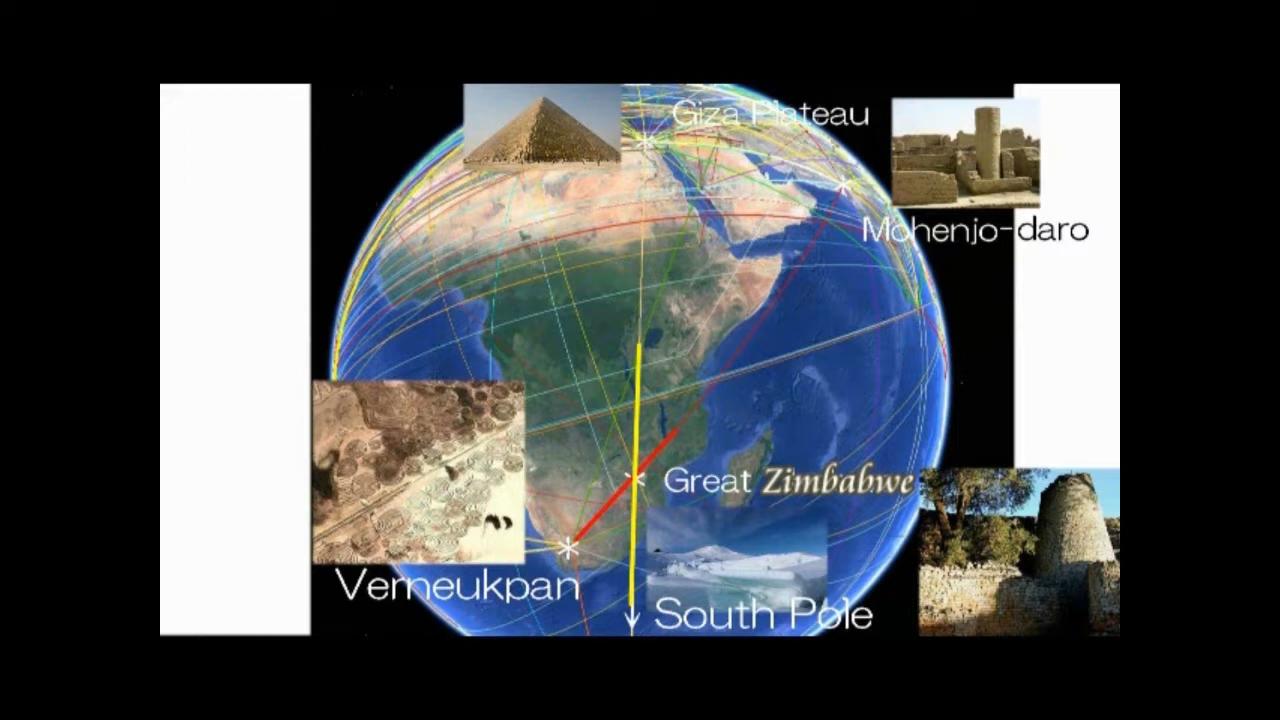 Giza Plateau
Mohenjo-daro
Great Zimbabwe
Verneukpan
South Pole